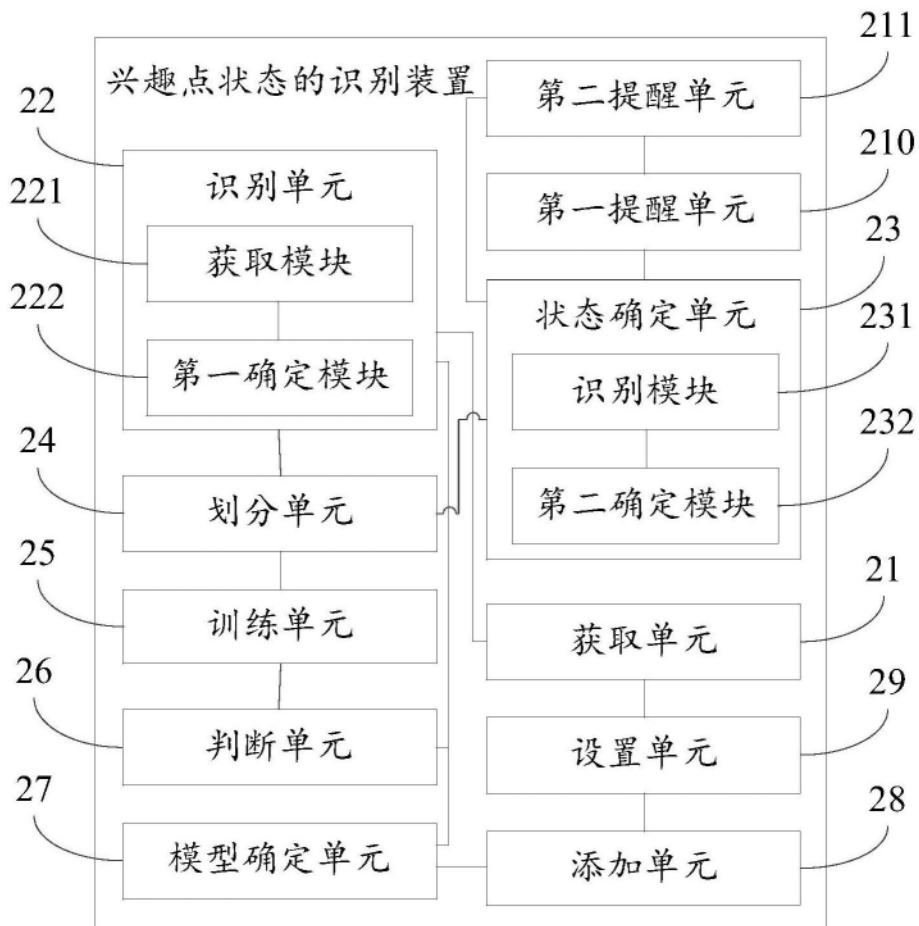 兴趣点状态的识别装置
22
识别单元
221
获取模块
222
第一确定模块
24
划分单元
25
训练单元
26
判断单元
27
模型确定单元
211
第二提醒单元
210
第一提醒单元
23
状态确定单元
231
识别模块
232
第二确定模块
21
获取单元
29
设置单元
28
添加单元